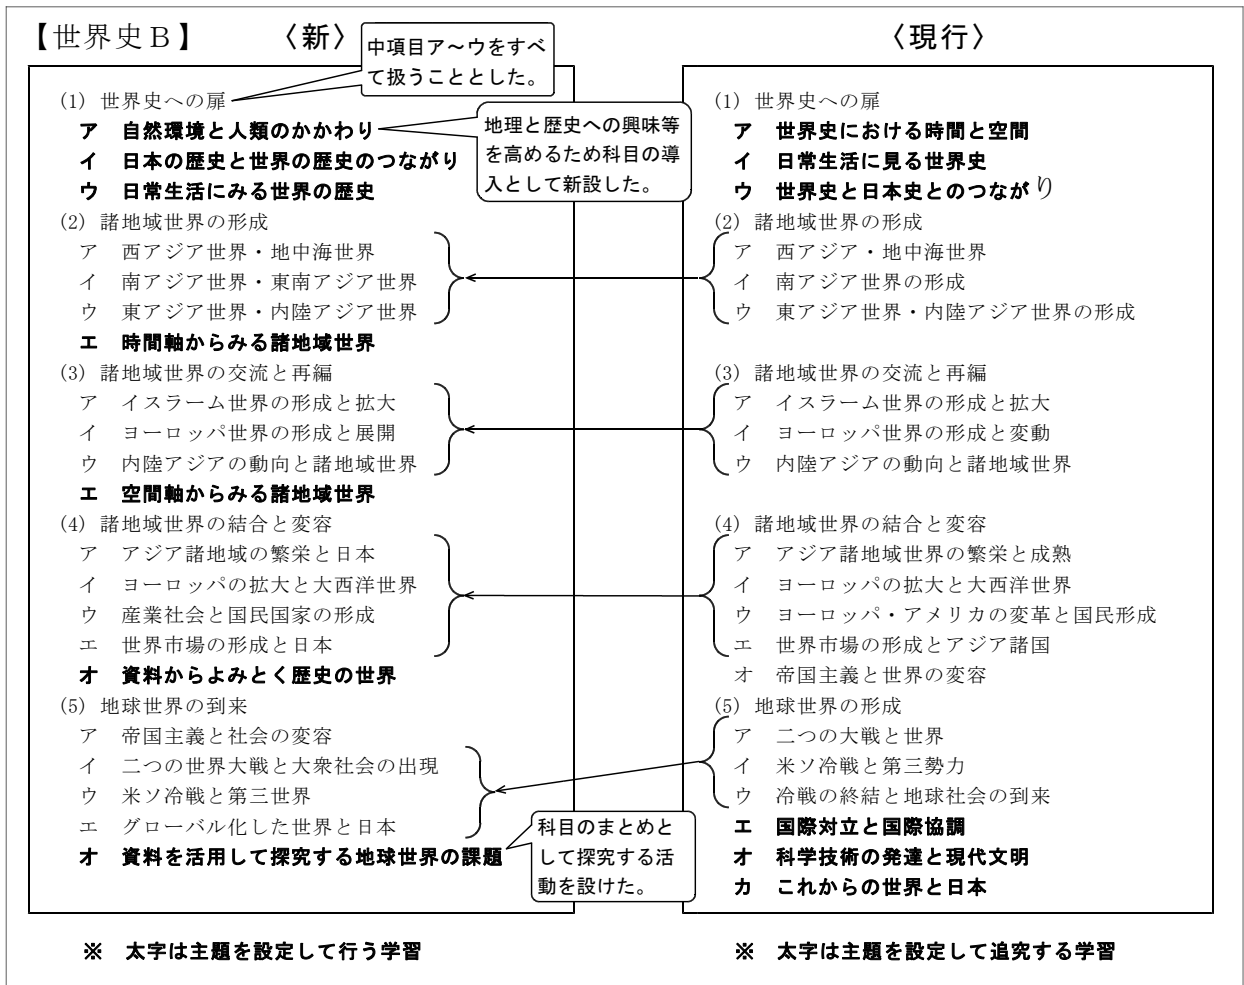 【世界史Ｂ】　〈新〉
中項目ア～ウをすべ
て扱うこととした。
(1) 世界史への扉
ア　自然環境と人類のかかわり
地理と歴史への興味等
を高めるため科目の導
入として新設した。
イ　日本の歴史と世界の歴史のつながり
ウ　日常生活にみる世界の歴史
(2) 諸地域世界の形成
ア　西アジア世界・地中海世界
イ　南アジア世界・東南アジア世界
ウ　東アジア世界・内陸アジア世界
エ　時間軸からみる諸地域世界
(3) 諸地域世界の交流と再編
ア　イスラーム世界の形成と拡大
イ　ヨーロッパ世界の形成と展開
ウ　内陸アジアの動向と諸地域世界
エ　空間軸からみる諸地域世界
(4) 諸地域世界の結合と変容
ア　アジア諸地域の繁栄と日本
イ　ヨーロッパの拡大と大西洋世界
ウ　産業社会と国民国家の形成
エ　世界市場の形成と日本
オ　資料からよみとく歴史の世界
(5) 地球世界の到来
ア　帝国主義と社会の変容
イ　二つの世界大戦と大衆社会の出現
ウ　米ソ冷戦と第三世界
エ　グローバル化した世界と日本
オ　資料を活用して探究する地球世界の課題
科目のまとめと
して探究する活
動を設けた。
※　太字は主題を設定して行う学習
〈現行〉
(1) 世界史への扉
ア　世界史における時間と空間
イ　日常生活に見る世界史
ウ　世界史と日本史とのつながり
(2) 諸地域世界の形成
ア　西アジア・地中海世界
イ　南アジア世界の形成
ウ　東アジア世界・内陸アジア世界の形成
(3) 諸地域世界の交流と再編
ア　イスラーム世界の形成と拡大
イ　ヨーロッパ世界の形成と変動
ウ　内陸アジアの動向と諸地域世界
(4) 諸地域世界の結合と変容
ア　アジア諸地域世界の繁栄と成熟
イ　ヨーロッパの拡大と大西洋世界
ウ　ヨーロッパ・アメリカの変革と国民形成
エ　世界市場の形成とアジア諸国
オ　帝国主義と世界の変容
(5) 地球世界の形成
ア　二つの大戦と世界
イ　米ソ冷戦と第三勢力
ウ　冷戦の終結と地球社会の到来
エ　国際対立と国際協調
オ　科学技術の発達と現代文明
カ　これからの世界と日本
※　太字は主題を設定して追究する学習